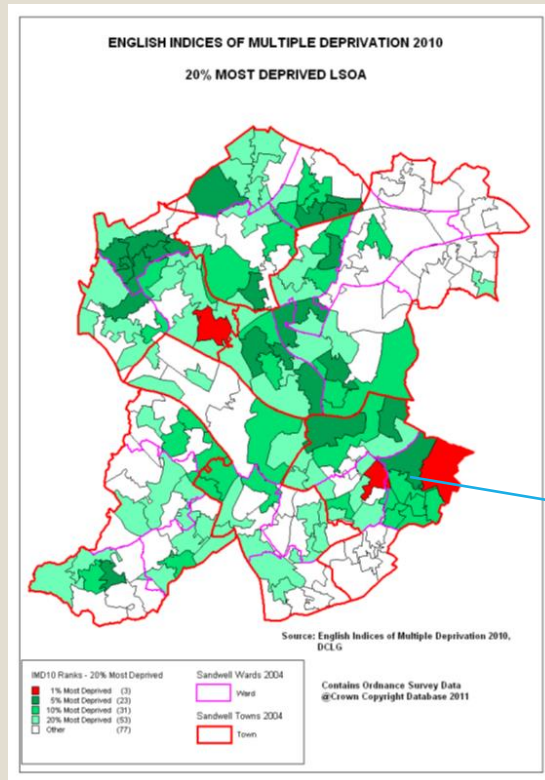 ENGLISH INDICES OF MULTIPLE DEPRIVATION 2010
20% MOST DEPRIVED LSOA
Source: English Indices of Multiple Deprivation 2010,
DCLG
IMD10 Ranks - 20% Most Deprived
1% Most Deprived (3)
5% Most Deprived (23)
10% Most Deprived (31)
20% Most Deprived (53)
Other (77)
Sandwell Wards 2004
Ward
Sandwell Towns 2004
Town
Contains Ordnance Survey Data
@Crown Copyright Database 2011